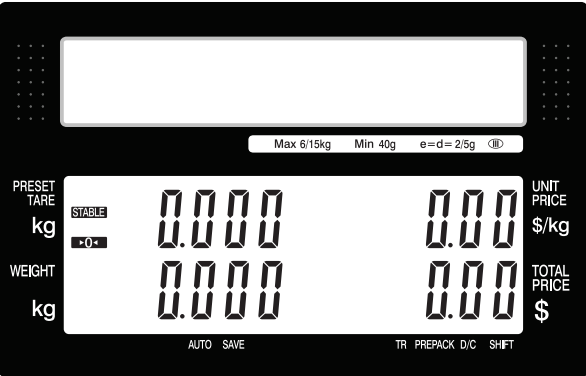 Max 6/15kg Min 40g e=d= 2/5g III
PRESET
TARE
kg
STABLE
0.000
0.00
UNIT
PRICE
$/kg
►0◄
WEIGHT
kg
0.000
0.00
TOTAL
PRICE
$
AUTO SAVE TR PREPACK D/C SHIFT